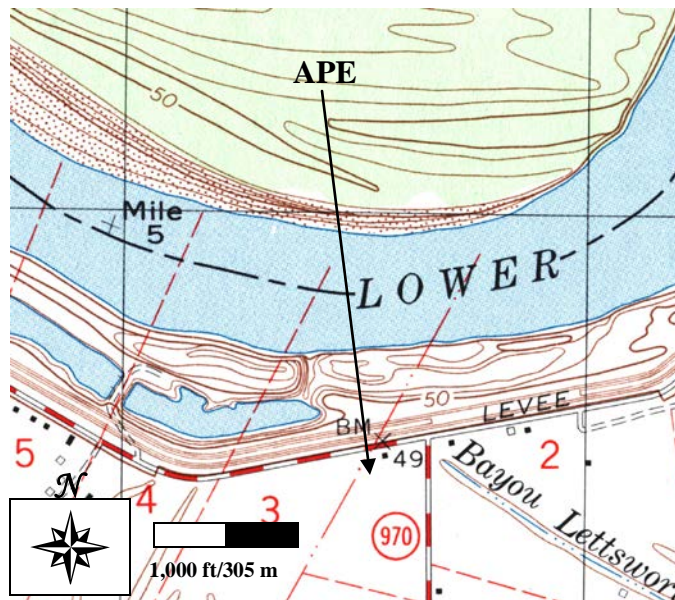 APE
50
Mile
5
LOWER
50
BM
LEVEE
49
5
4
3
2
Bayou Lettswor
970
N
1,000 ft/305 m